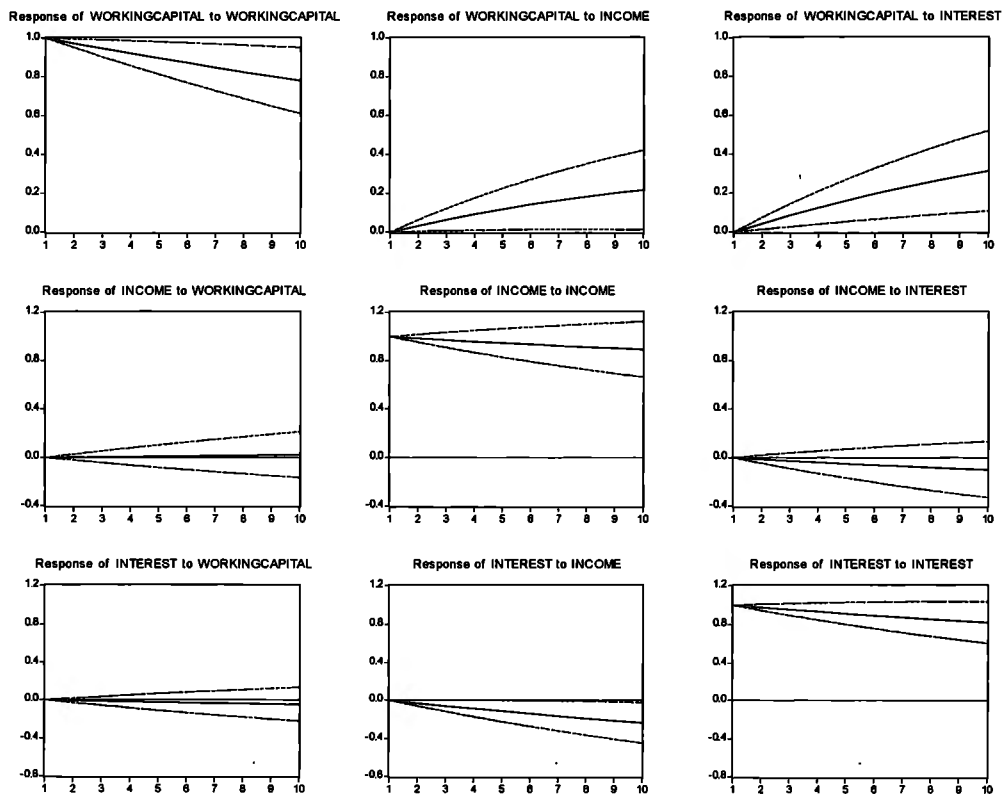 Response of WORKINGCAPITAL to WORKINGCAPITAL
1.0
0.8
0.6
0.4
0.2
0.0
1 2 3 4 5 6 7 8 9 10
Response of WORKINGCAPITAL to INCOME
1.0
0.8
0.6
0.4
0.2
0.0
1 2 3 4 5 6 7 8 9 10
Response of WORKINGCAPITAL to INTEREST
1.0
0.8
0.6
0.4
0.2
0.0
1 2 3 4 5 6 7 8 9 10
Response of INCOME to WORKINGCAPITAL
1.2
0.8
0.4
0.0
-0.4
1 2 3 4 5 6 7 8 9 10
Response of INCOME to INCOME
1.2
0.8
0.4
0.0
-0.4
1 2 3 4 5 6 7 8 9 10
Response of INCOME to INTEREST
1.2
0.8
0.4
0.0
-0.4
1 2 3 4 5 6 7 8 9 10
Response of INTEREST to WORKINGCAPITAL
1.2
0.8
0.4
0.0
-0.4
-0.8
1 2 3 4 5 6 7 8 9 10
Response of INTEREST to INCOME
1.2
0.8
0.4
0.0
-0.4
-0.8
1 2 3 4 5 6 7 8 9 10
Response of INTEREST to INTEREST
1.2
0.8
0.4
0.0
-0.4
-0.8
1 2 3 4 5 6 7 8 9 10